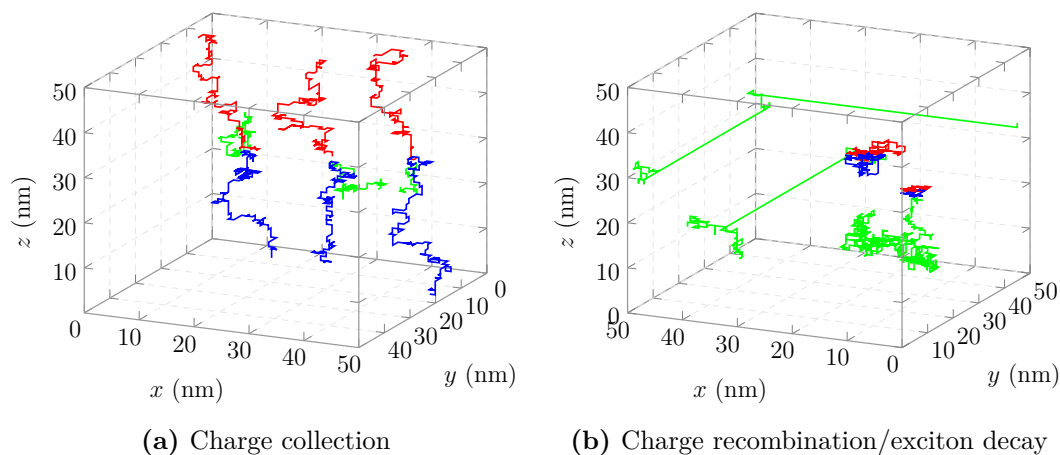 50
40
30
20
10
z (nm)
0 10 20 30 40 50
x (nm)
40 30 20 10 0
y (nm)
(a) Charge collection
50
40
30
20
10
0
z (nm)
50 40 30 20 10 0
x (nm)
10 20 30 40 50
y (nm)
(b) Charge recombination/exciton decay